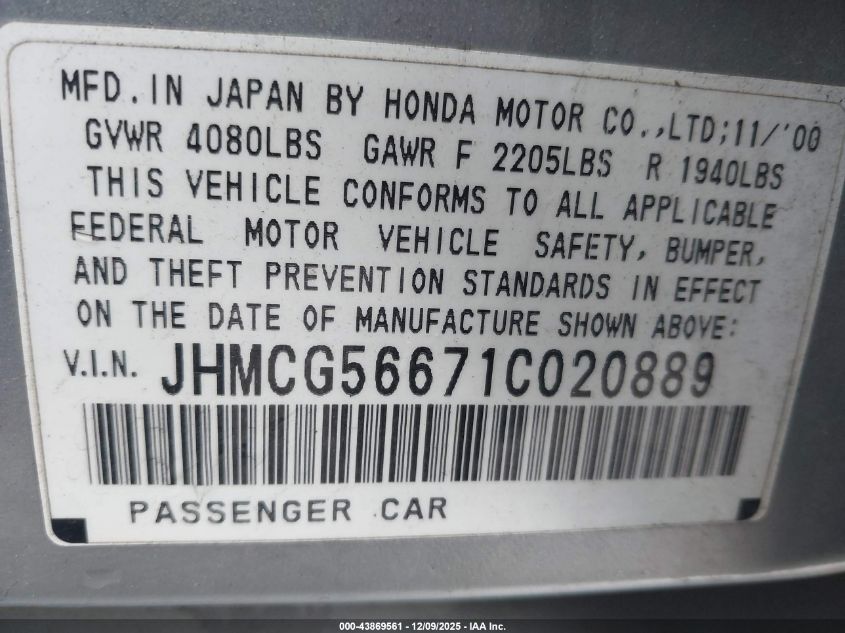 MFD.IN JAPAN BY HONDA MOTOR CO.,LTD;11/'00
GVWR 4080LBS GAWR F 2205LBS R 1940LBS
THIS VEHICLE CONFORMS TO ALL APPLICABLE
FEDERAL MOTOR VEHICLE SAFETY, BUMPER,
AND THEFT PREVENTION STANDARDS IN EFFECT
ON THE DATE OF MANUFACTURE SHOWN ABOVE:
V.I.N. JHMCG56671C020889
PASSENGER CAR
000-43869561 | 12/09/2025 - IAA Inc.